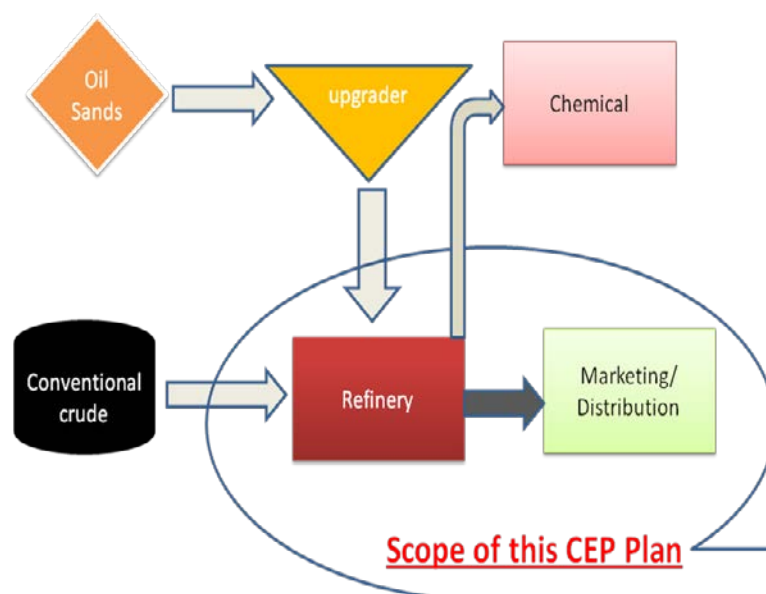 Oil
Sands
upgrader
Chemical
Conventional
crude
Refinery
Marketing/
Distribution
Scope of this CEP Plan